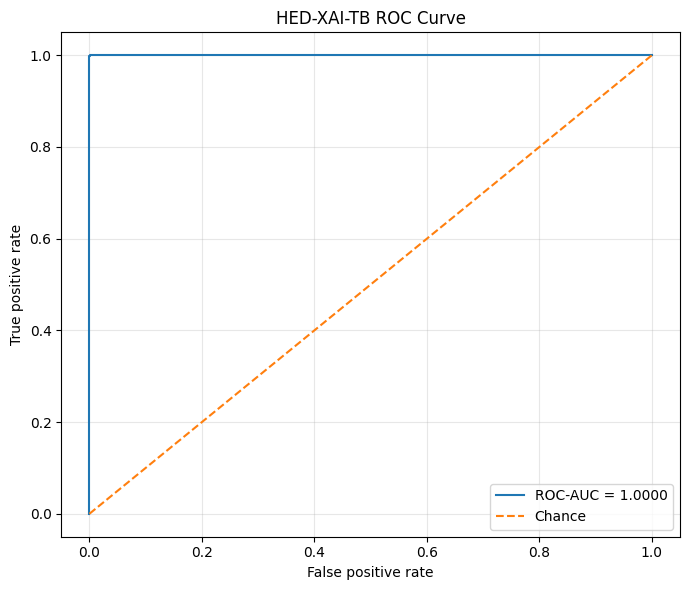 HED-XAI-TB ROC Curve
1.0
0.8
0.6
0.4
0.2
0.0
True positive rate
ROC-AUC = 1.0000
Chance
0.0 0.2 0.4 0.6 0.8 1.0
False positive rate